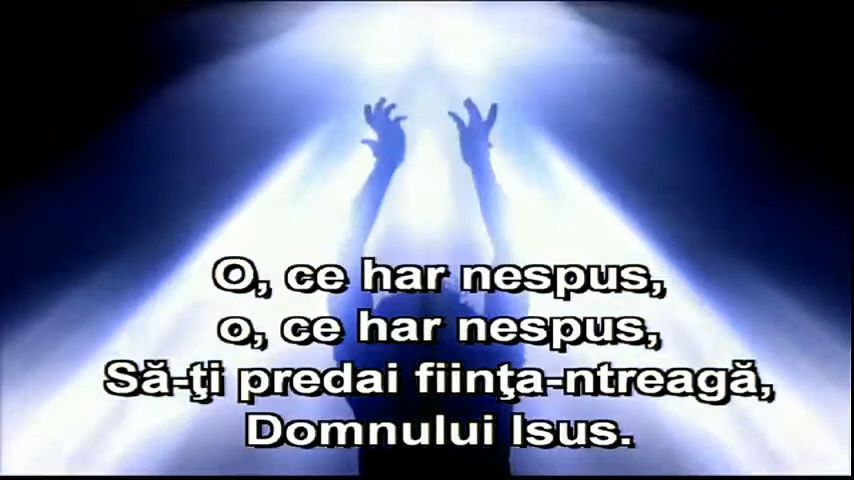 O, ce har nespus,
o, ce har nespus,
Să-ţi predai fiinţa-ntreagă,
Domnului Isus.